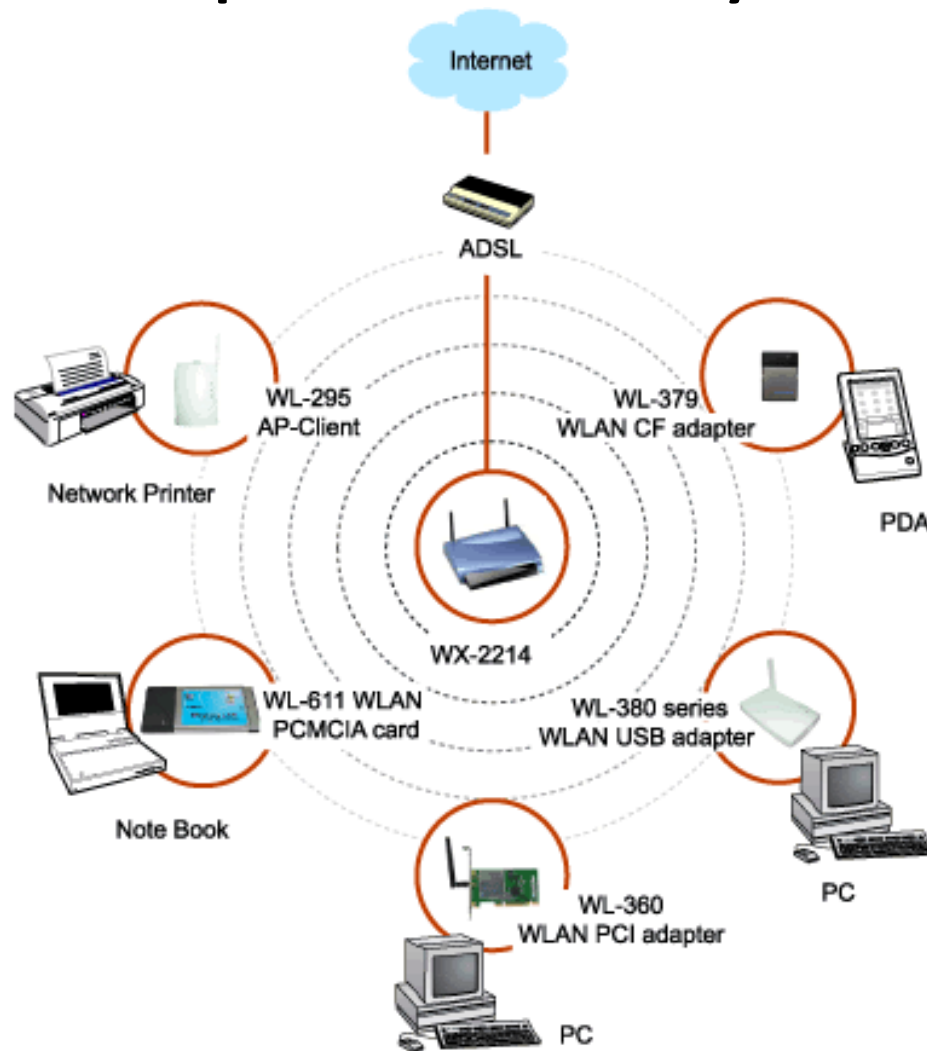 Internet
ADSL
WL-295
AP-Client
WL-379
WLAN CF adapter
Network Printer
PDA
WX-2214
WL-611 WLAN
PCMCIA card
WL-380 series
WLAN USB adapter
Note Book
PC
WL-360
WLAN PCI adapter
PC